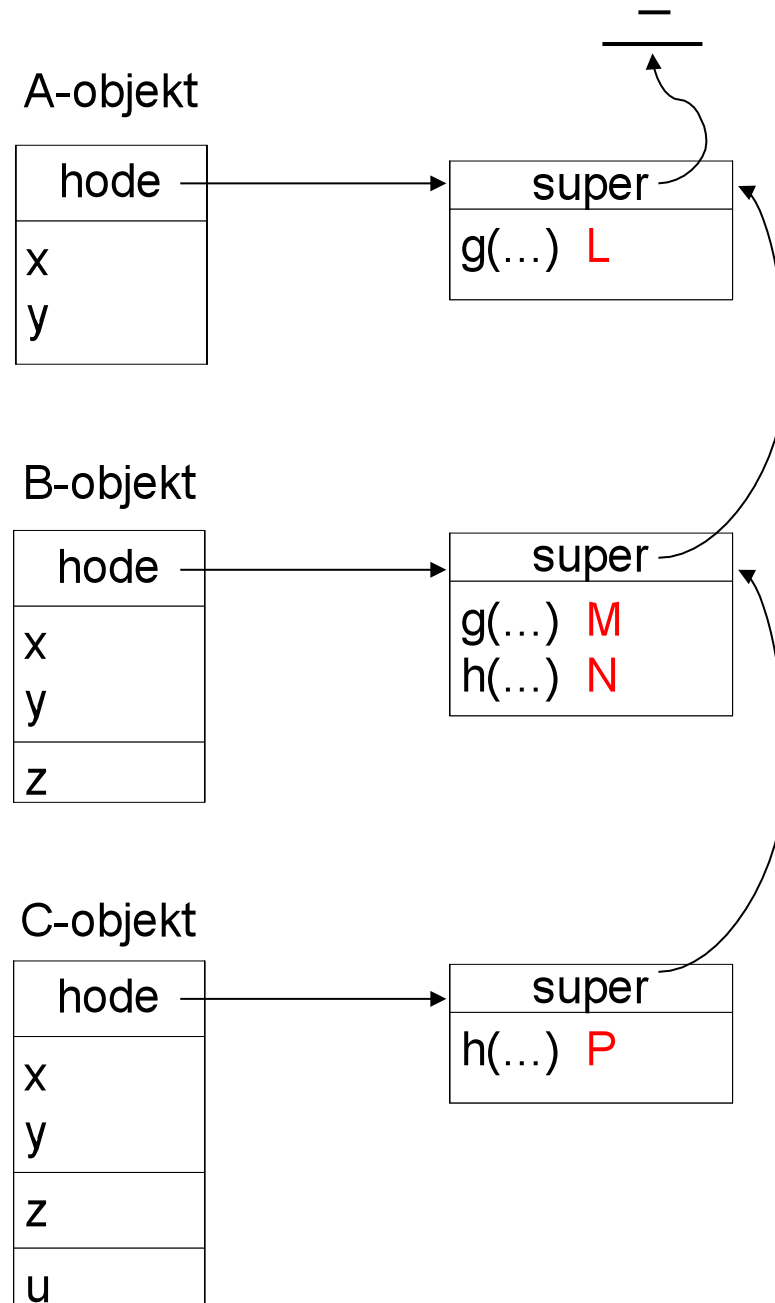 A-objekt
hode
super
x
g(...) L
y
B-objekt
hode
super
x
g(...) M
y
h(...) N
z
C-objekt
hode
super
x
h(...) P
y
z
u